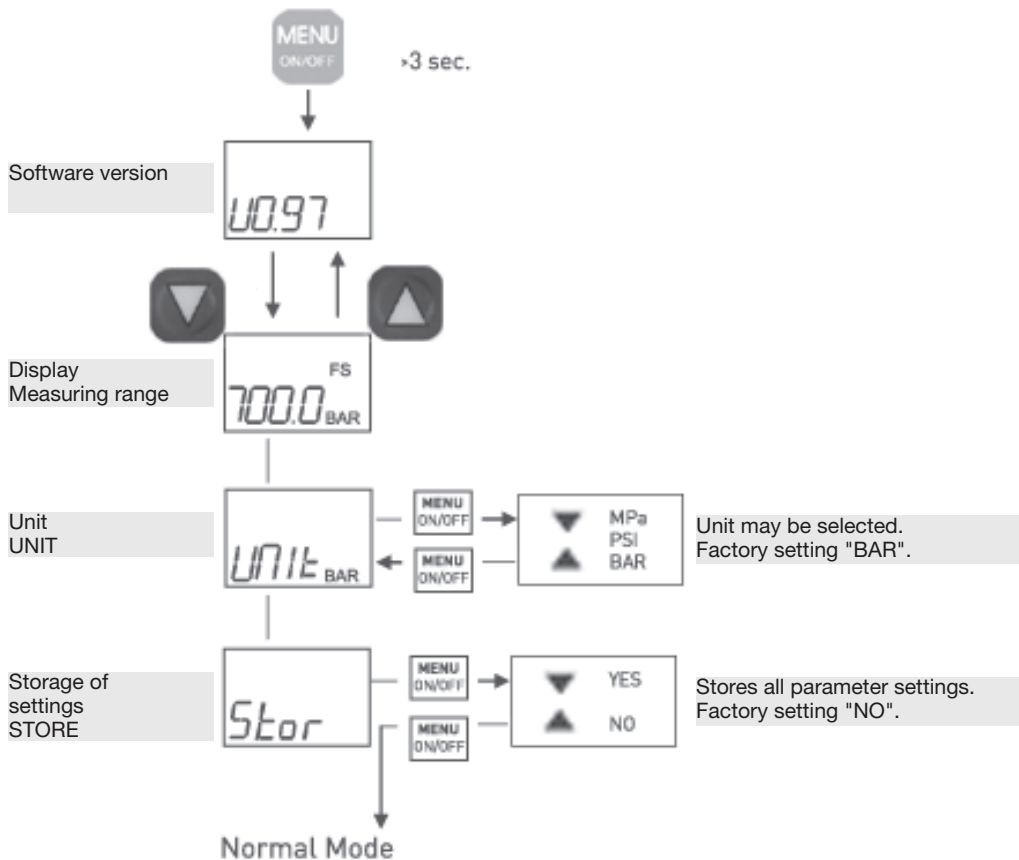 MENU
ON/OFF
>3 sec.
Software version
U0.97
Display
Measuring range
FS
700.0 BAR
Unit
UNIT
UNIt BAR
MENU
ON/OFF
MENU
ON/OFF
MPa
PSI
BAR
Unit may be selected.
Factory setting "BAR".
Storage of
settings
STORE
Stor
MENU
ON/OFF
MENU
ON/OFF
YES
NO
Stores all parameter settings.
Factory setting "NO".
Normal Mode